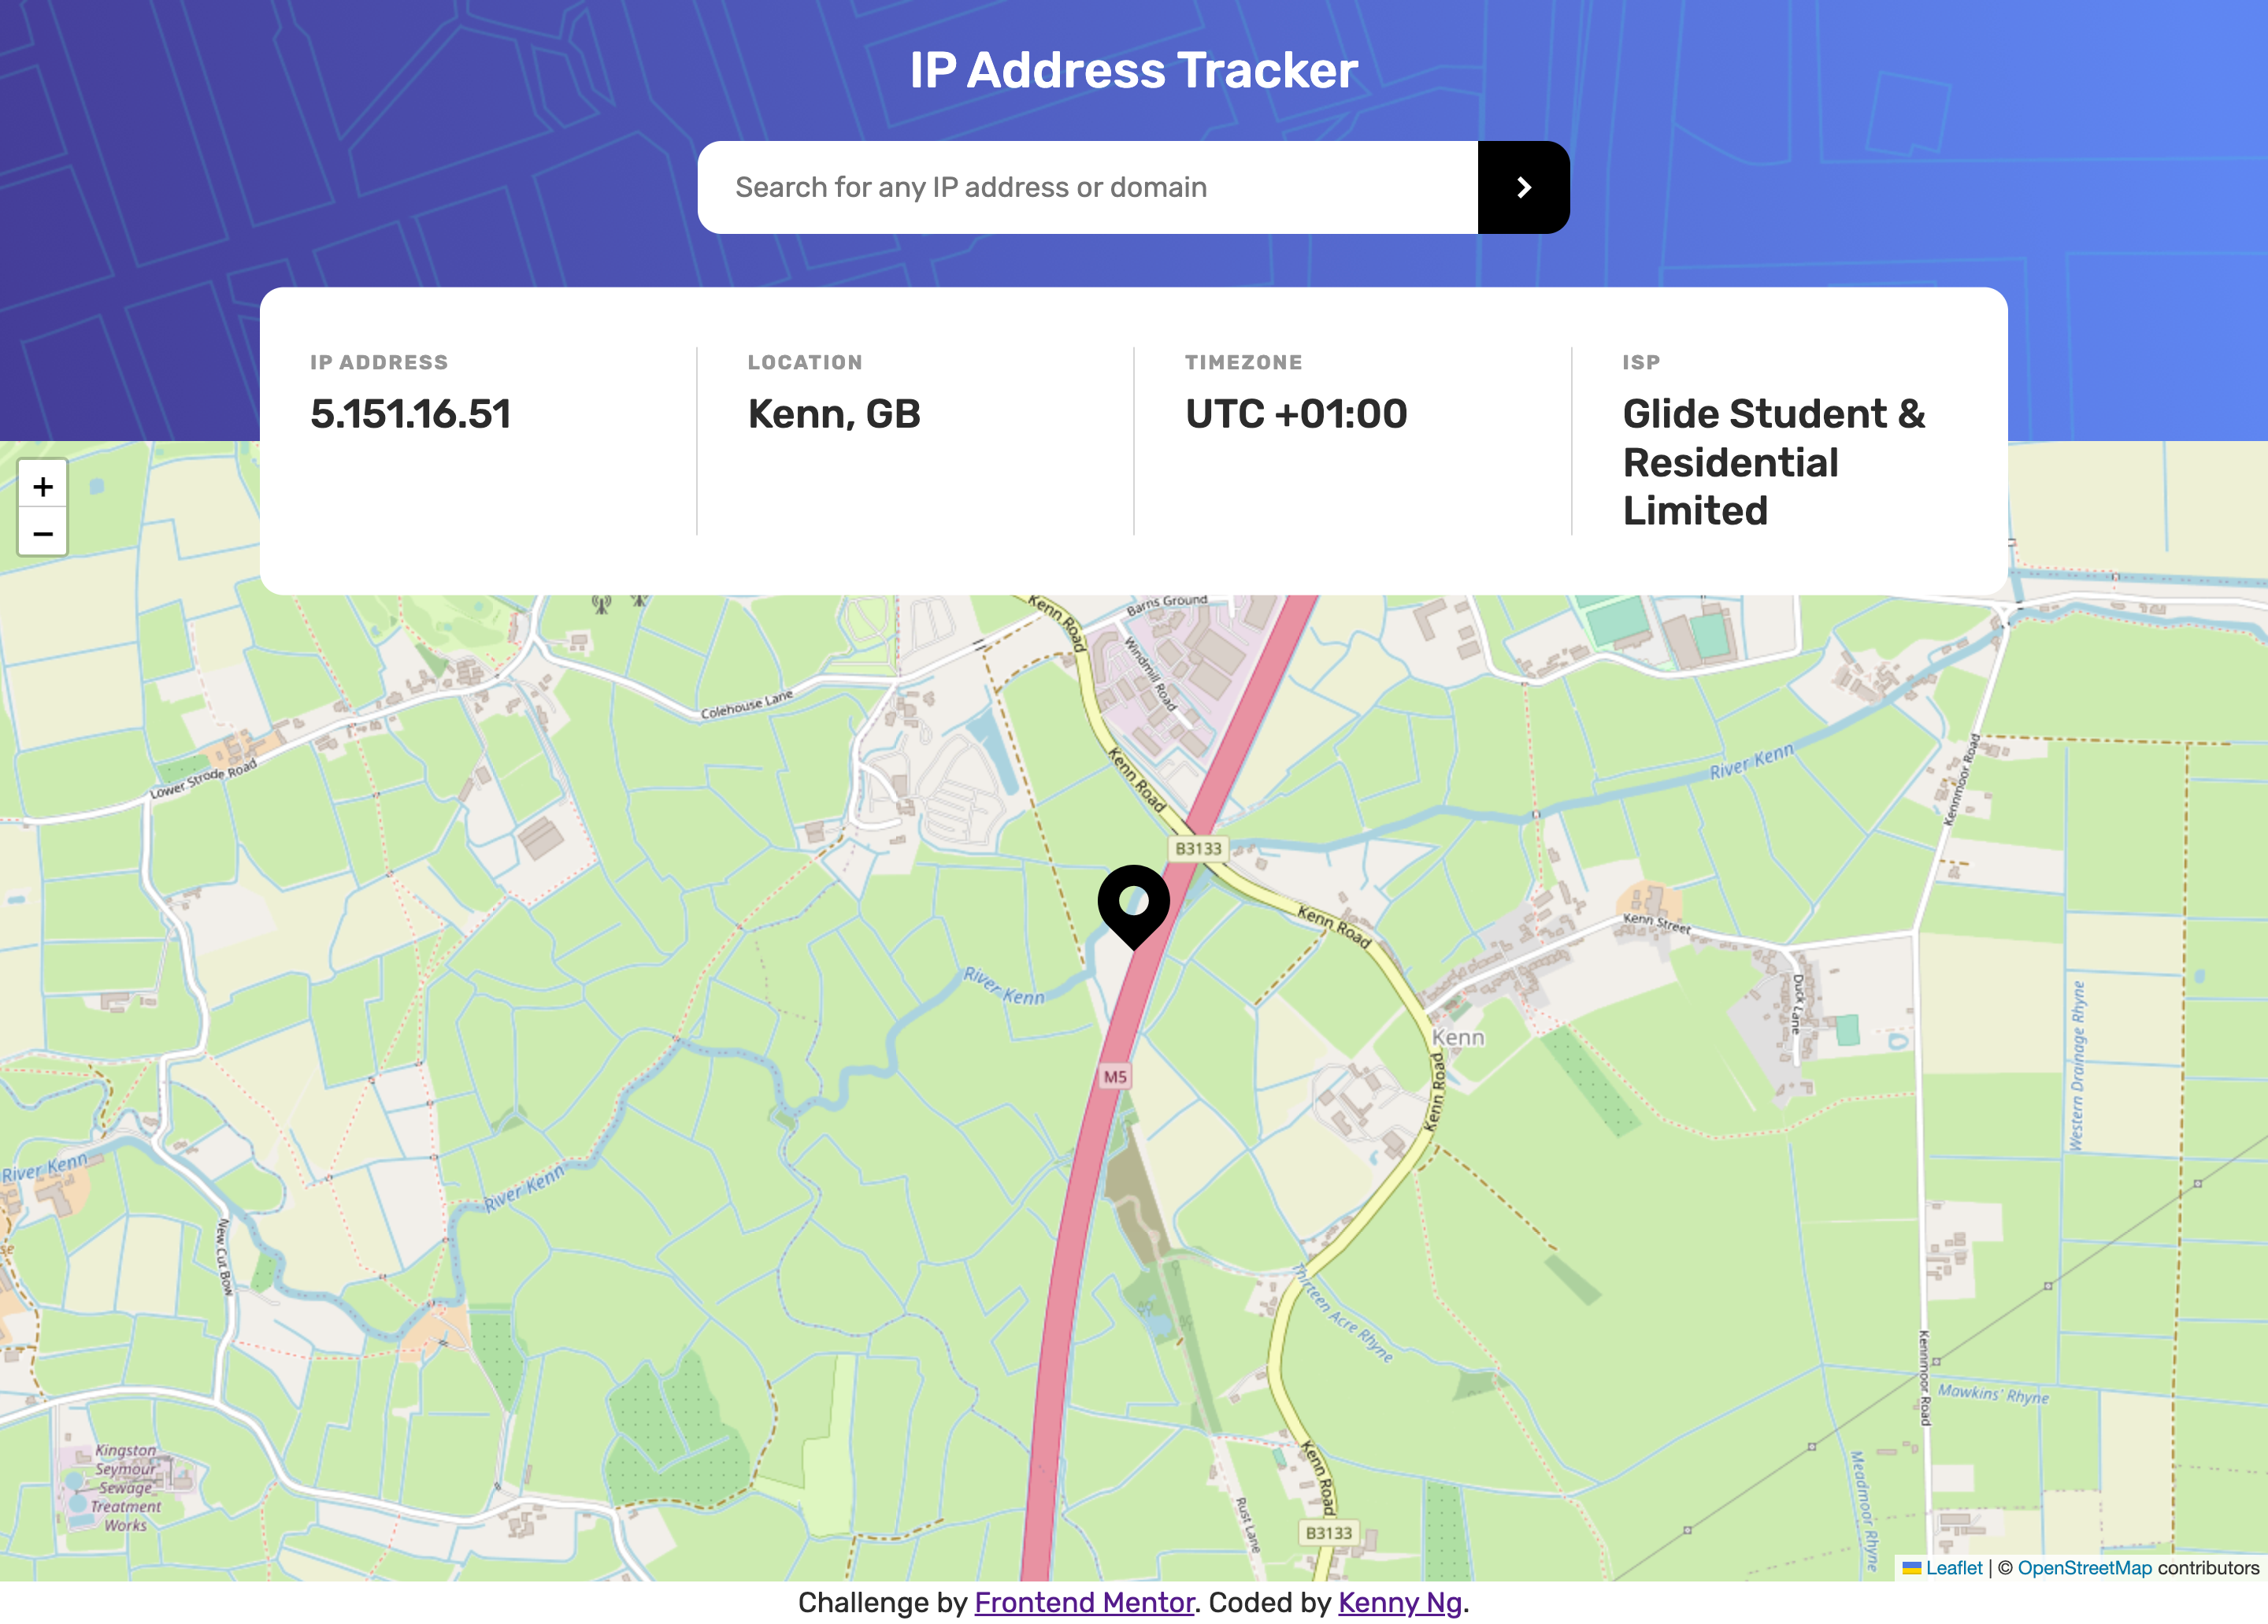 IP Address Tracker
Search for any IP address or domain
IP ADDRESS
5.151.16.51
LOCATION
Kenn, GB
TIMEZONE
UTC +01:00
ISP
Glide Student &
Residential
Limited
+
−
Kenn Road
Barns Ground
Windmill Road
Colehouse Lane
Lower Strode Road
Kenn Road
River Kenn
Kennmoor Road
B3133
Kenn Road
Kenn Street
River Kenn
Duck Lane
Kenn
Western Drainage Rhyne
M5
Kenn Road
River Kenn
River Kenn
New Cut Bow
se
Thirteen Acre Rhyne
Kennmoor Road
Mowkins' Rhyne
Kingston
Seymour
Sewage
Treatment
Works
Kenn Road
Meadmoor Rhyne
Rust Lane
B3133
Leaflet | © OpenStreetMap contributors
Challenge by Frontend Mentor. Coded by Kenny Ng.